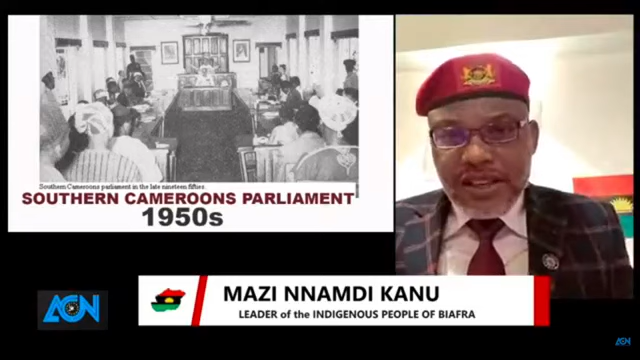 Southern Cameroons parliament in the late nineteen fifties.
SOUTHERN CAMEROONS PARLIAMENT
1950s
MAZI NNAMDI KANU
LEADER of the INDIGENOUS PEOPLE OF BIAFRA
ACN
ACN